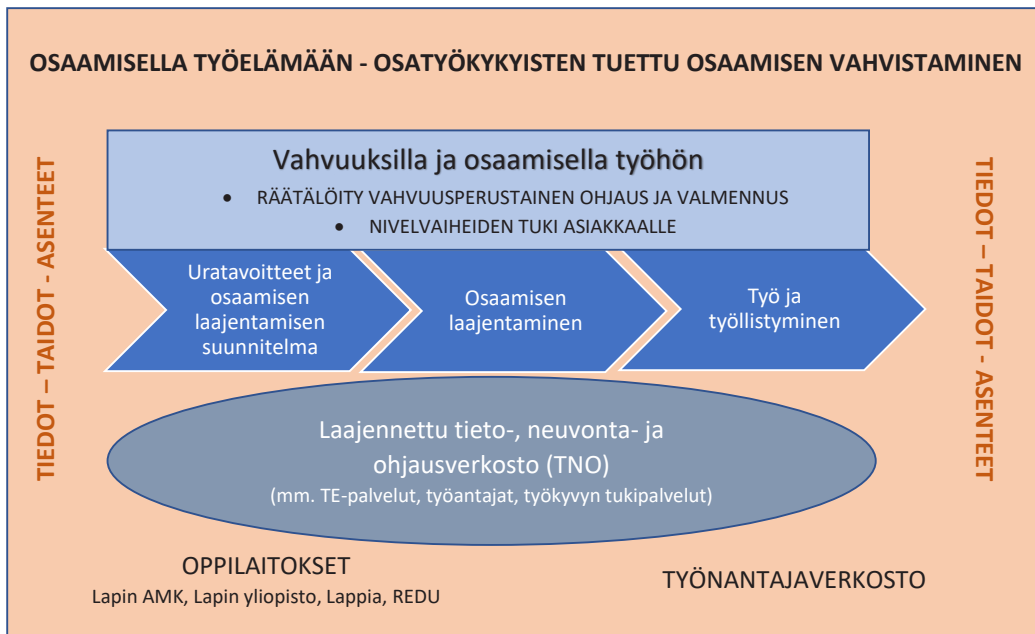 OSAAMISELLA TYÖELÄMÄÄN - OSATYÖKYKYISTEN TUETTU OSAAMISEN VAHVISTAMINEN
TIEDOT – TAIDOT - ASENTEET
Vahvuuksilla ja osaamisella työhön
• RÄÄTÄLÖITY VAHVUUSPERUSTAINEN OHJAUS JA VALMENNUS
• NIVELVAIHEIDEN TUKI ASIAKKAALLE
Uratavoitteet ja
osaamisen
laajentamisen
suunnitelma
Osaamisen
laajentaminen
Työ ja
työllistyminen
TIEDOT – TAIDOT - ASENTEET
Laajennettu tieto-, neuvonta- ja
ohjausverkosto (TNO)
(mm. TE-palvelut, työantajat, työkyvyn tukipalvelut)
OPPILAITOKSET
Lapin AMK, Lapin yliopisto, Lappia, REDU
TYÖNANTAJAVERKOSTO